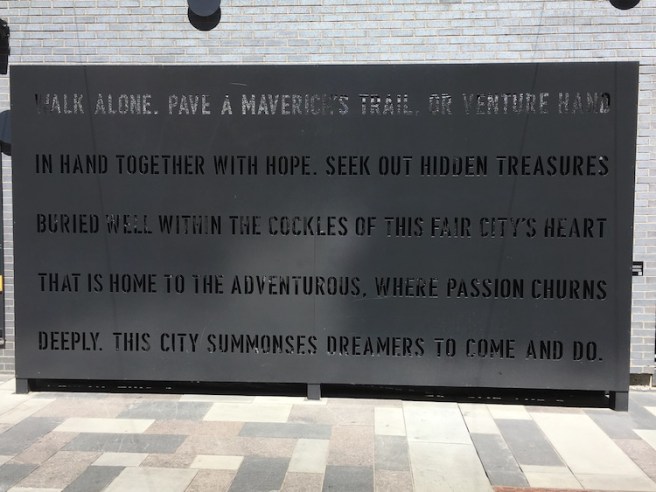 WALK ALONE. PAVE A MAVERICK'S TRAIL, OR VENTURE HAND
IN HAND TOGETHER WITH HOPE. SEEK OUT HIDDEN TREASURES
BURIED WELL WITHIN THE COCKLES OF THIS FAIR CITY'S HEART
THAT IS HOME TO THE ADVENTUROUS, WHERE PASSION CHURNS
DEEPLY. THIS CITY SUMMONSES DREAMERS TO COME AND DO.